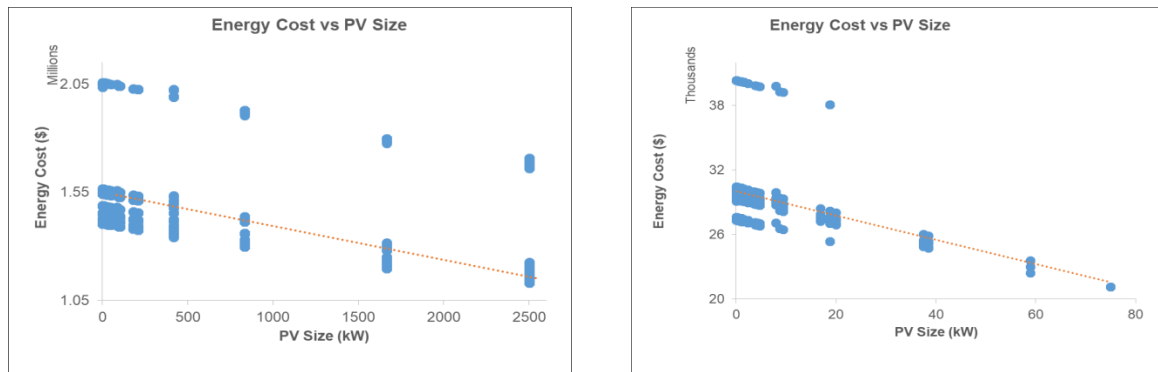 Energy Cost vs PV Size
Millions
Energy Cost ($)
2.05
1.55
1.05
0 500 1000 1500 2000 2500
PV Size (kW)
Energy Cost vs PV Size
Thousands
Energy Cost ($)
38
32
26
20
0 20 40 60 80
PV Size (kW)